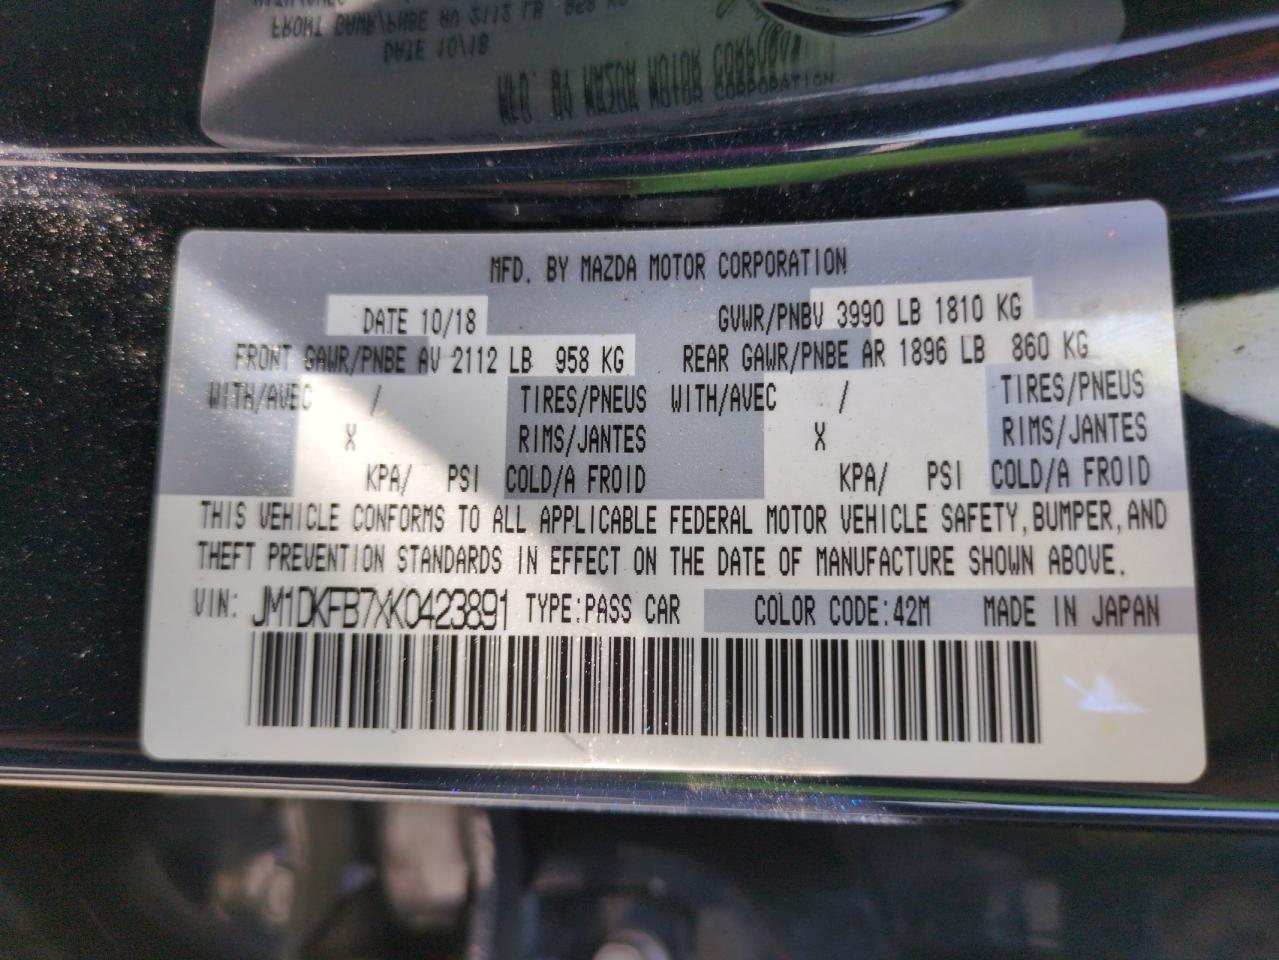 MFD. BY MAZDA MOTOR CORPORATION
DATE 10/18 GVWR/PNBV 3990 LB 1810 KG
FRONT GAWR/PNBE AV 2112 LB 958 KG REAR GAWR/PNBE AR 1896 LB 860 KG
WITH/AVEC / TIRES/PNEUS WITH/AVEC / TIRES/PNEUS
X RIMS/JANTES X RIMS/JANTES
KPA/ PSI COLD/A FROID KPA/ PSI COLD/A FROID
THIS VEHICLE CONFORMS TO ALL APPLICABLE FEDERAL MOTOR VEHICLE SAFETY, BUMPER, AND
THEFT PREVENTION STANDARDS IN EFFECT ON THE DATE OF MANUFACTURE SHOWN ABOVE.
VIN: JM1DKFB7XK0423891 TYPE:PASS CAR COLOR CODE:42M MADE IN JAPAN